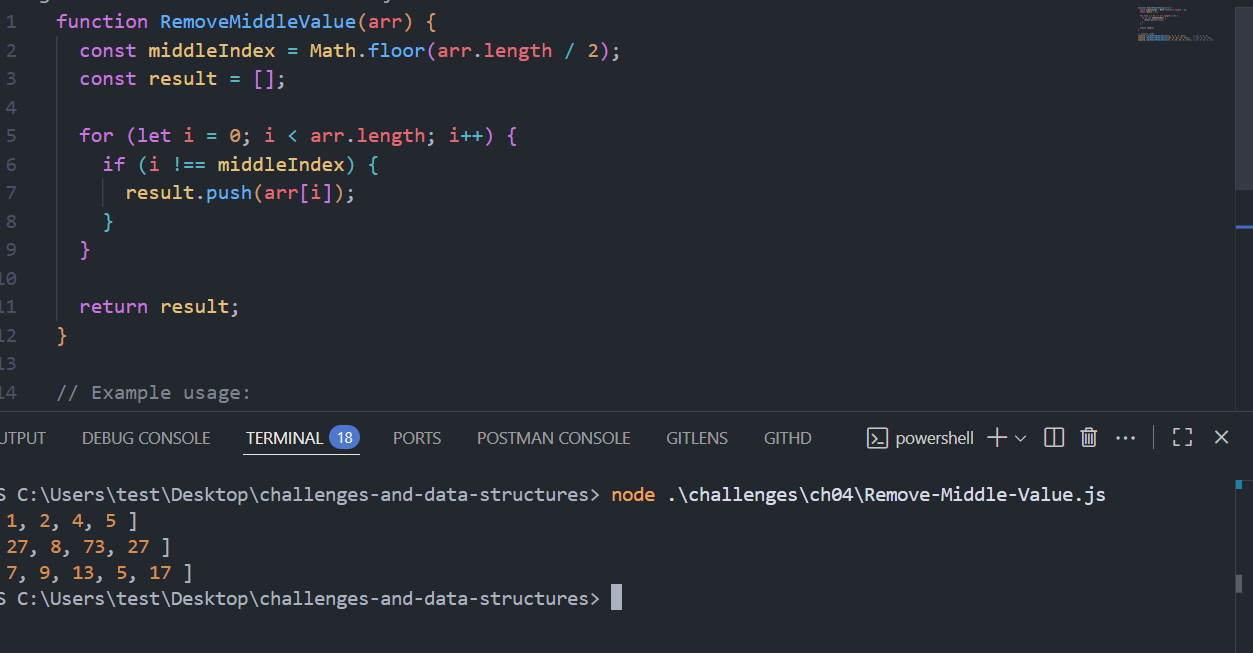 1 function RemoveMiddleValue(arr) {
2 const middleIndex = Math.floor(arr.length / 2);
3 const result = [];
4
5 for (let i = 0; i < arr.length; i++) {
6 if (i !== middleIndex) {
7 result.push(arr[i]);
8 }
9 }
10
11 return result;
12 }
13
14 // Example usage:
UTPUT DEBUG CONSOLE TERMINAL 18 PORTS POSTMAN CONSOLE GITLENS GITHD powershell
S C:\Users\test\Desktop\challenges-and-data-structures> node .\challenges\ch04\Remove-Middle-Value.js
1, 2, 4, 5 ]
27, 8, 73, 27 ]
7, 9, 13, 5, 17 ]
S C:\Users\test\Desktop\challenges-and-data-structures>